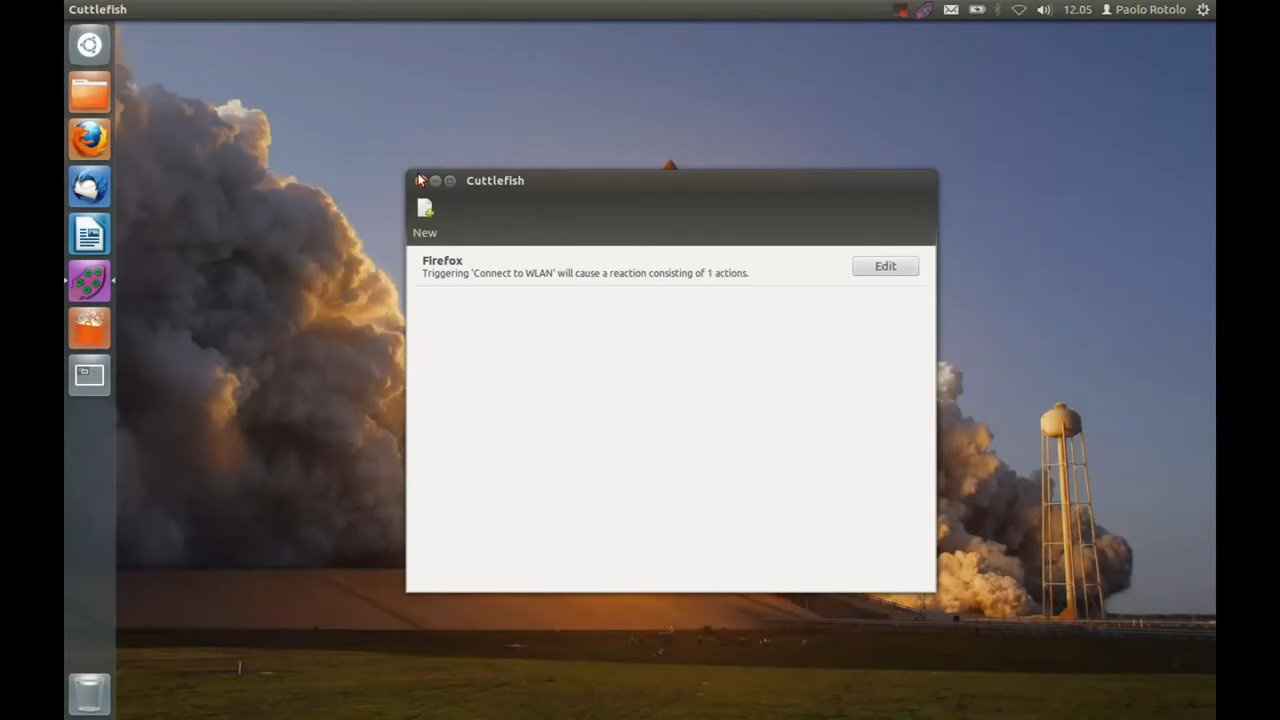 Cuttlefish
12.05
Paolo Rotolo
Cuttlefish
New
Firefox
Triggering 'Connect to WLAN' will cause a reaction consisting of 1 actions.
Edit